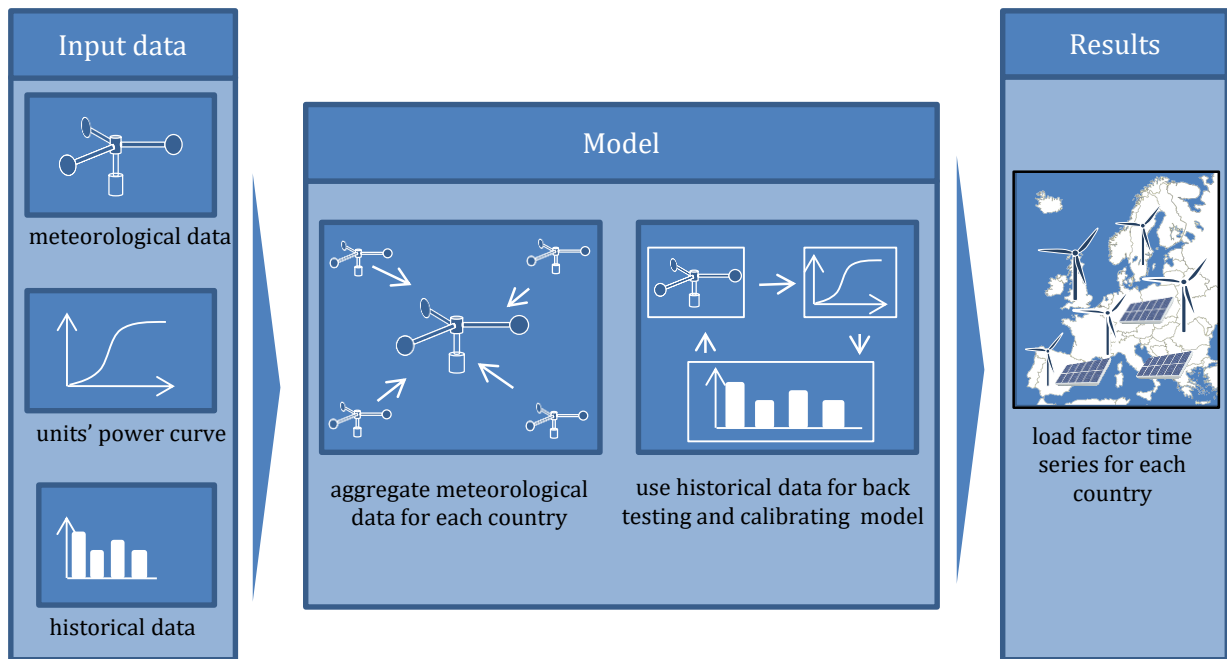 Input data
meteorological data
units’ power curve
historical data
Model
aggregate meteorological
data for each country
use historical data for back
testing and calibrating model
Results
load factor time
series for each
country